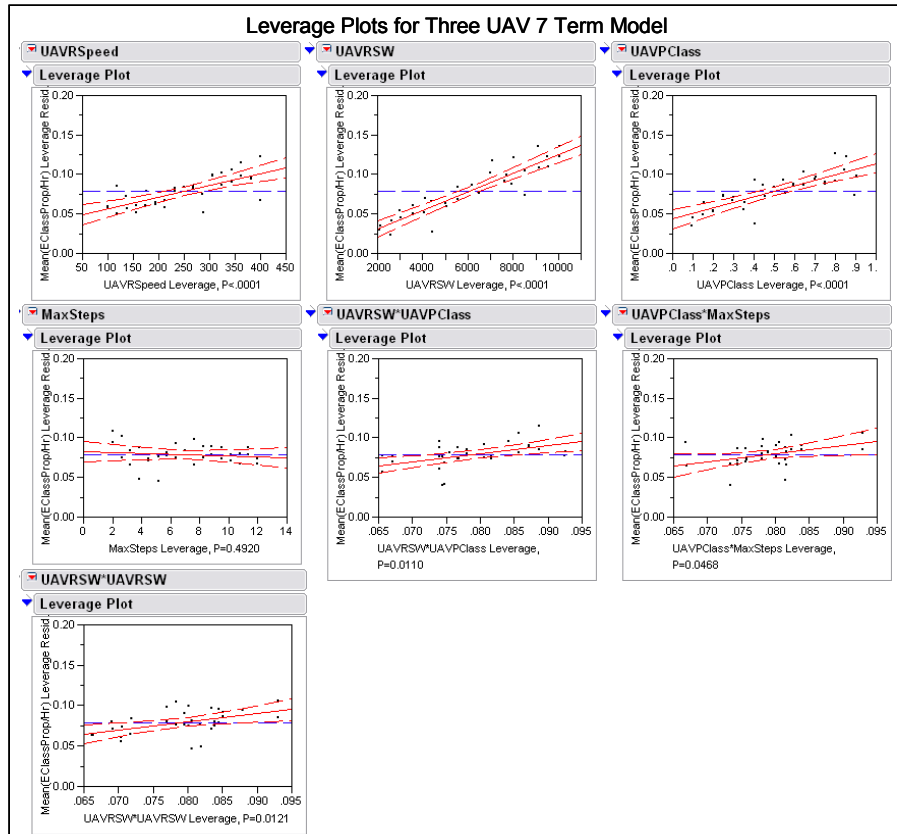 Leverage Plots for Three UAV 7 Term Model
UAVRSpeed
Leverage Plot
Mean(EClassProp/Hr) Leverage Resid.
0.20
0.15
0.10
0.05
0.00
50 100 150 200 250 300 350 400 450
UAVRSpeed Leverage, P<.0001
UAVRSW
Leverage Plot
Mean(EClassProp/Hr) Leverage Resid.
0.20
0.15
0.10
0.05
0.00
2000 4000 6000 8000 10000
UAVRSW Leverage, P<.0001
UAVPClass
Leverage Plot
Mean(EClassProp/Hr) Leverage Resid.
0.20
0.15
0.10
0.05
0.00
.0 .1 .2 .3 .4 .5 .6 .7 .8 .9 1.
UAVPClass Leverage, P<.0001
MaxSteps
Leverage Plot
Mean(EClassProp/Hr) Leverage Resid.
0.20
0.15
0.10
0.05
0.00
0 2 4 6 8 10 12 14
MaxSteps Leverage, P=0.4920
UAVRSW*UAVPClass
Leverage Plot
Mean(EClassProp/Hr) Leverage Resid.
0.20
0.15
0.10
0.05
0.00
.065 .070 .075 .080 .085 .090 .095
UAVRSW*UAVPClass Leverage,
P=0.0110
UAVPClass*MaxSteps
Leverage Plot
Mean(EClassProp/Hr) Leverage Resid.
0.20
0.15
0.10
0.05
0.00
.065 .070 .075 .080 .085 .090 .095
UAVPClass*MaxSteps Leverage,
P=0.0468
UAVRSW*UAVRSW
Leverage Plot
Mean(EClassProp/Hr) Leverage Resid.
0.20
0.15
0.10
0.05
0.00
.065 .070 .075 .080 .085 .090 .095
UAVRSW*UAVRSW Leverage, P=0.0121